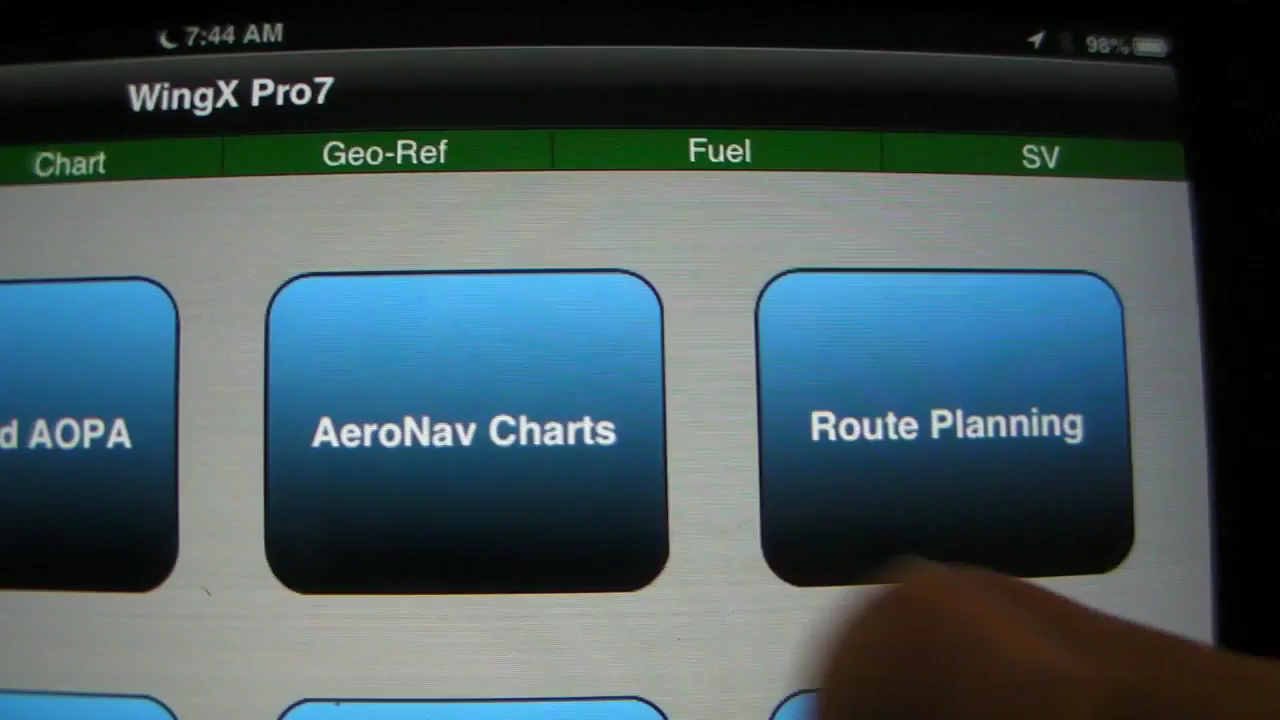 7:44 AM
98%
WingX Pro7
Chart
Geo-Ref
Fuel
SV
d AOPA
AeroNav Charts
Route Planning